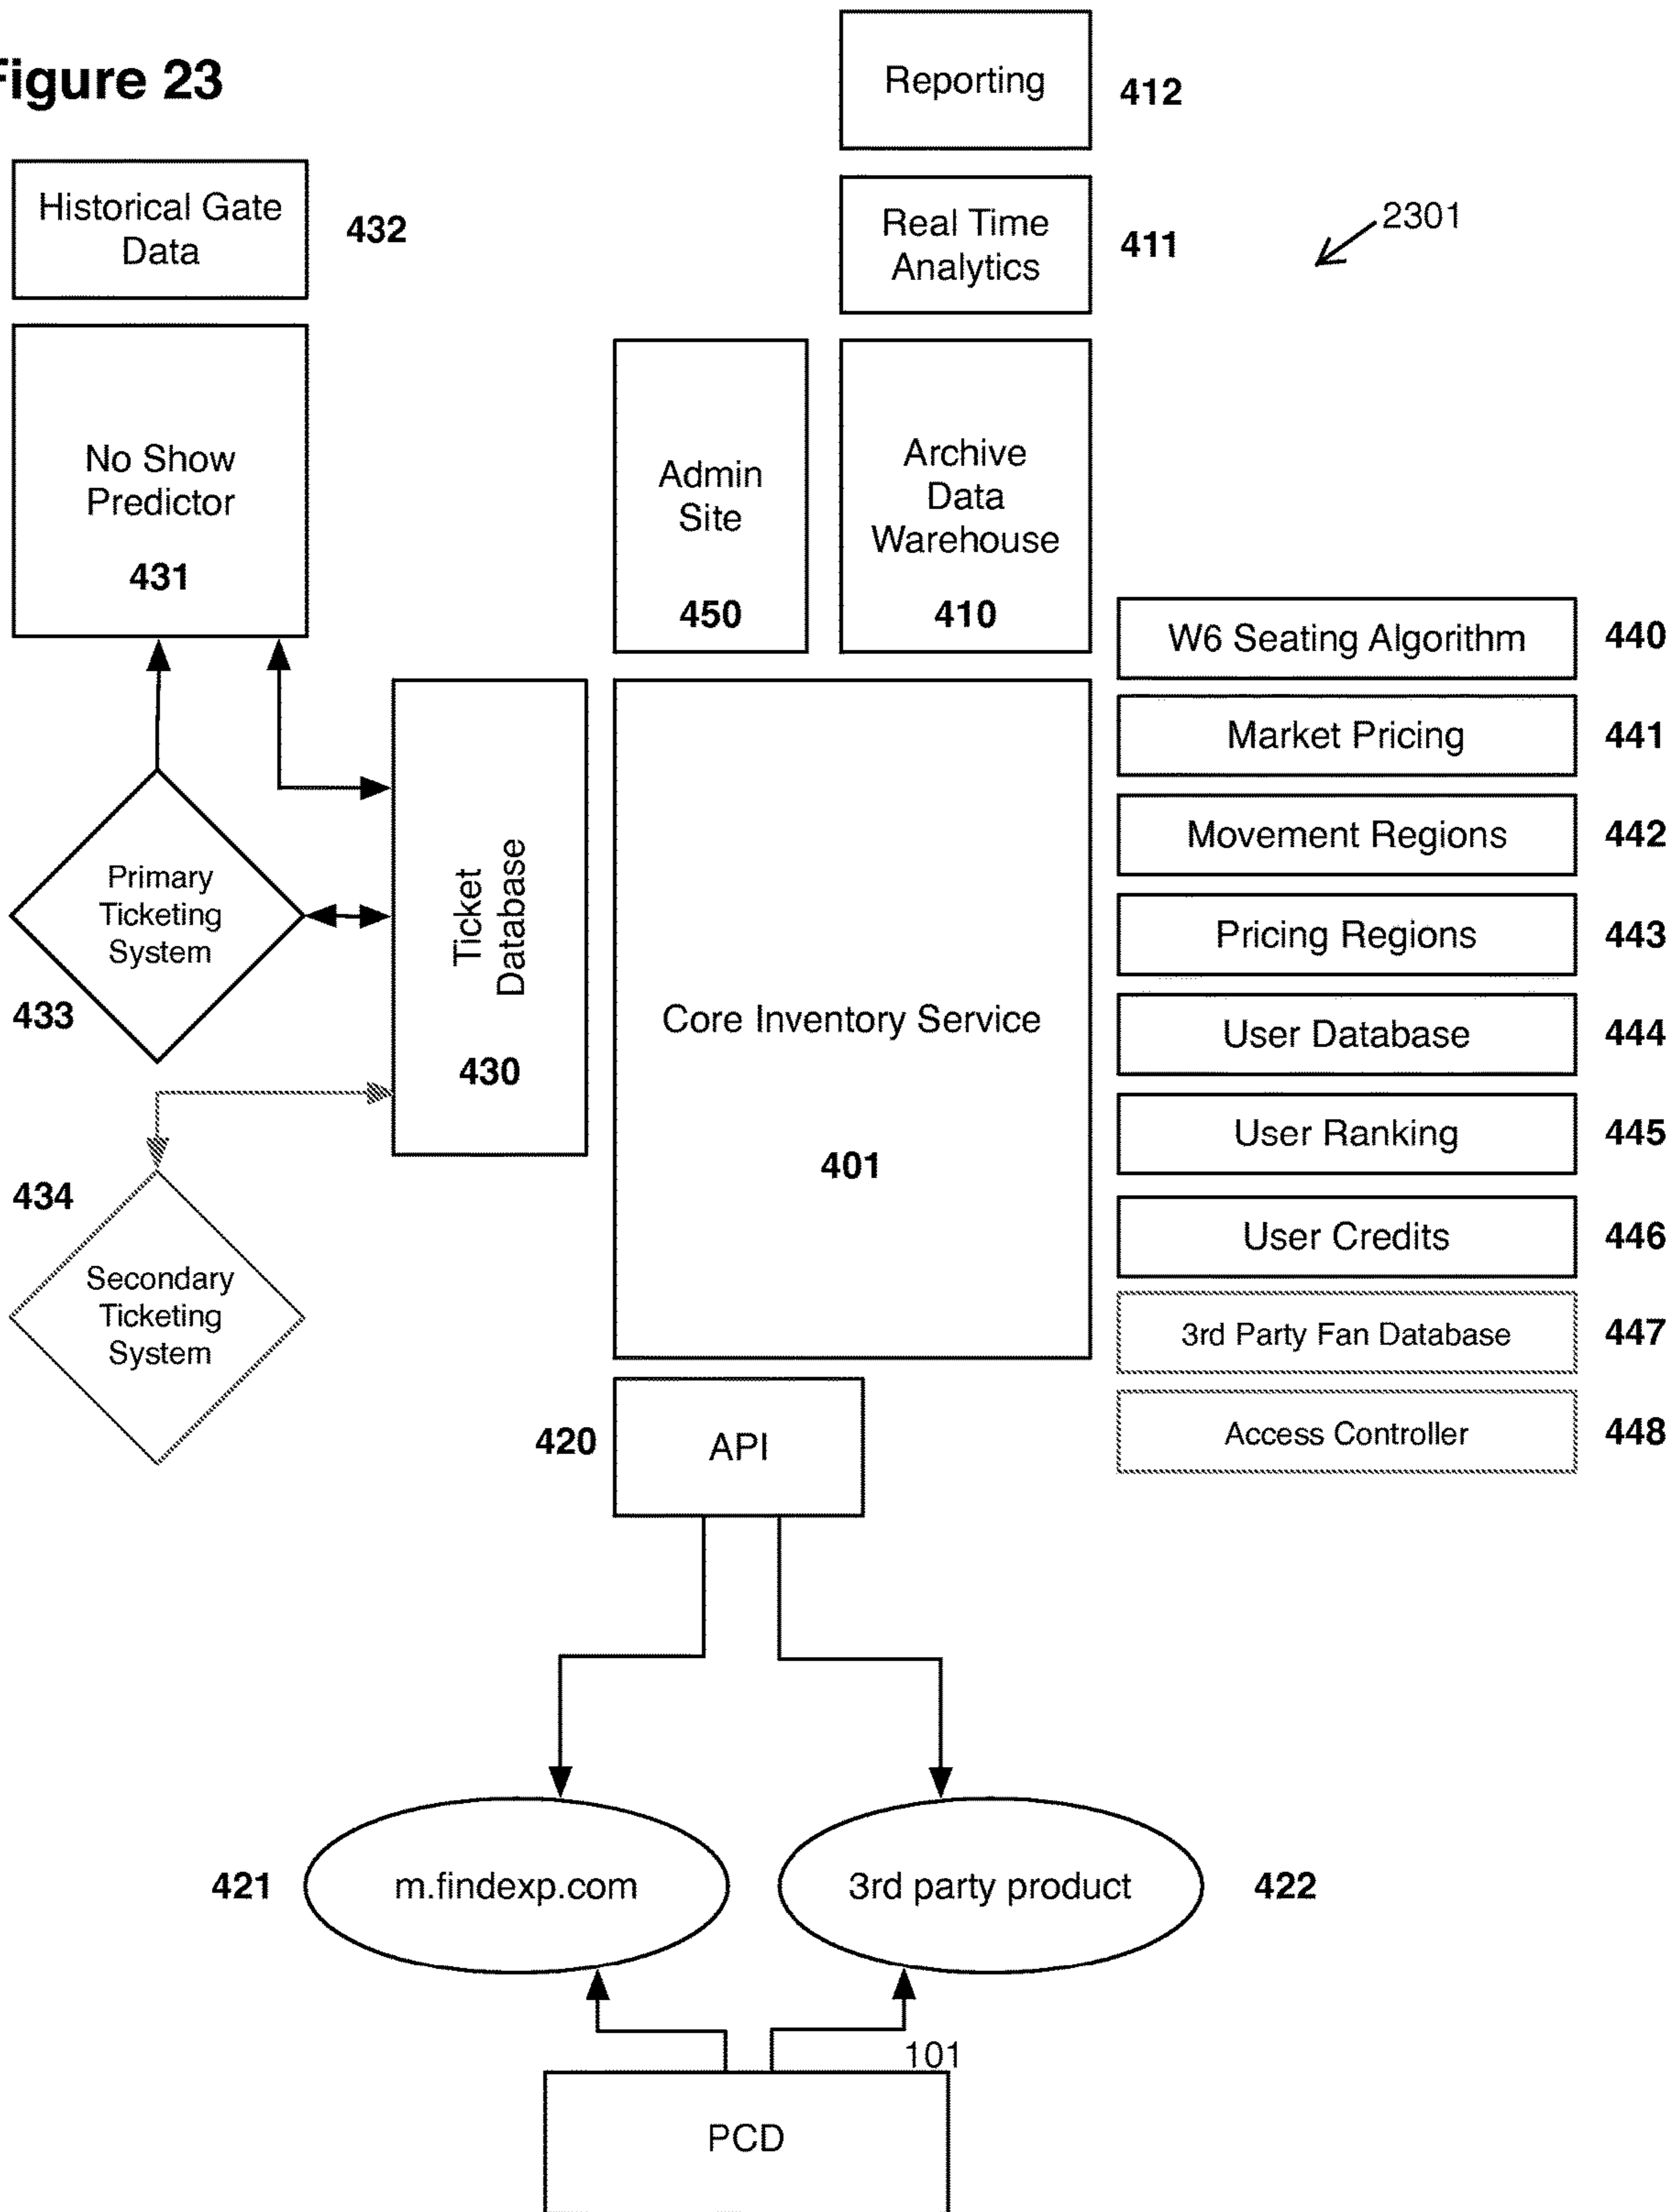 Figure 23
Reporting
412
Historical Gate
Data
432
Real Time
Analytics
411
2301
No Show
Predictor
431
Admin
Site
450
Archive
Data
Warehouse
410
W6 Seating Algorithm
440
Market Pricing
441
Movement Regions
442
Pricing Regions
443
User Database
444
User Ranking
445
User Credits
446
3rd Party Fan Database
447
Access Controller
448
Primary
Ticketing
System
433
Ticket
Database
430
Core Inventory Service
401
434
Secondary
Ticketing
System
420
API
421
m.findexp.com
3rd party product
422
101
PCD